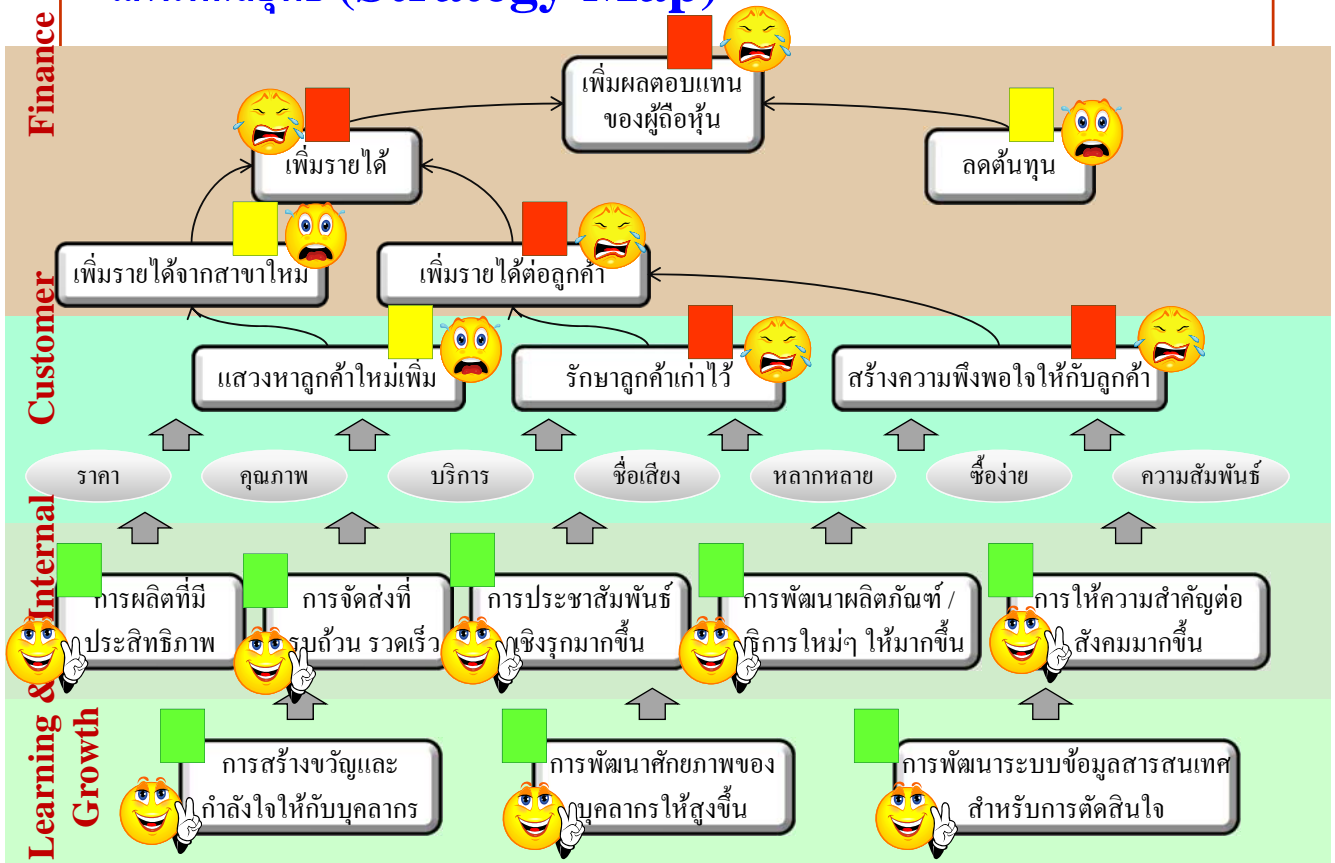 (Strategy Map)
Finance
เพิ่มผลตอบแทน
ของผู้ถือหุ้น
เพิ่มรายได้
ลดต้นทุน
เพิ่มรายได้จากสาขาใหม่
เพิ่มรายได้ต่อลูกค้า
Customer
แสวงหาลูกค้าใหม่เพิ่ม
รักษาลูกค้าเก่าไว้
สร้างความพึงพอใจให้กับลูกค้า
ราคา
คุณภาพ
บริการ
ชื่อเสียง
หลากหลาย
ซื้อง่าย
ความสัมพันธ์
Internal
การผลิตที่มี
ประสิทธิภาพ
การจัดส่งที่
รวดเร็ว
การประชาสัมพันธ์
เชิงรุกมากขึ้น
การพัฒนาผลิตภัณฑ์ /
ใหม่ๆ ให้มากขึ้น
การให้ความสำคัญต่อ
สังคมมากขึ้น
Learning &
Growth
การสร้างขวัญและ
กำลังใจให้กับบุคลากร
การพัฒนาศักยภาพของ
บุคลากรให้สูงขึ้น
การพัฒนาระบบข้อมูลสารสนเทศ
สำหรับการตัดสินใจ